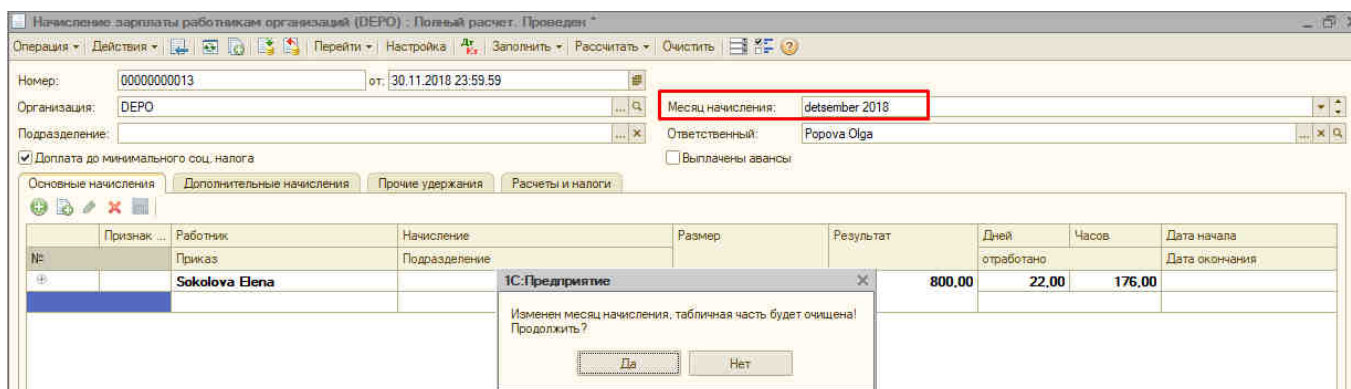 Начисление зарплаты работникам организаций (DEPO) : Полный расчет. Проведен *
Операция Действия Перейти Настройка Дт Кт Заполнить Рассчитать Очистить
Номер: 00000000013 от: 30.11.2018 23:59:59
Организация: DEPO ... Месяц начисления: detsember 2018
Подразделение: ... Ответственный: Popova Olga ...
Доплата до минимального соц. налога Выплачены авансы
Основные начисления Дополнительные начисления Прочие удержания Расчеты и налоги
Признак ... Работник Начисление Размер Результат Дней Часов Дата начала
№ Приказ Подразделение отработано Дата окончания
Sokolova Elena 800,00 22,00 176,00
1С:Предприятие
Изменен месяц начисления, табличная часть будет очищена!
Продолжить?
Да Нет